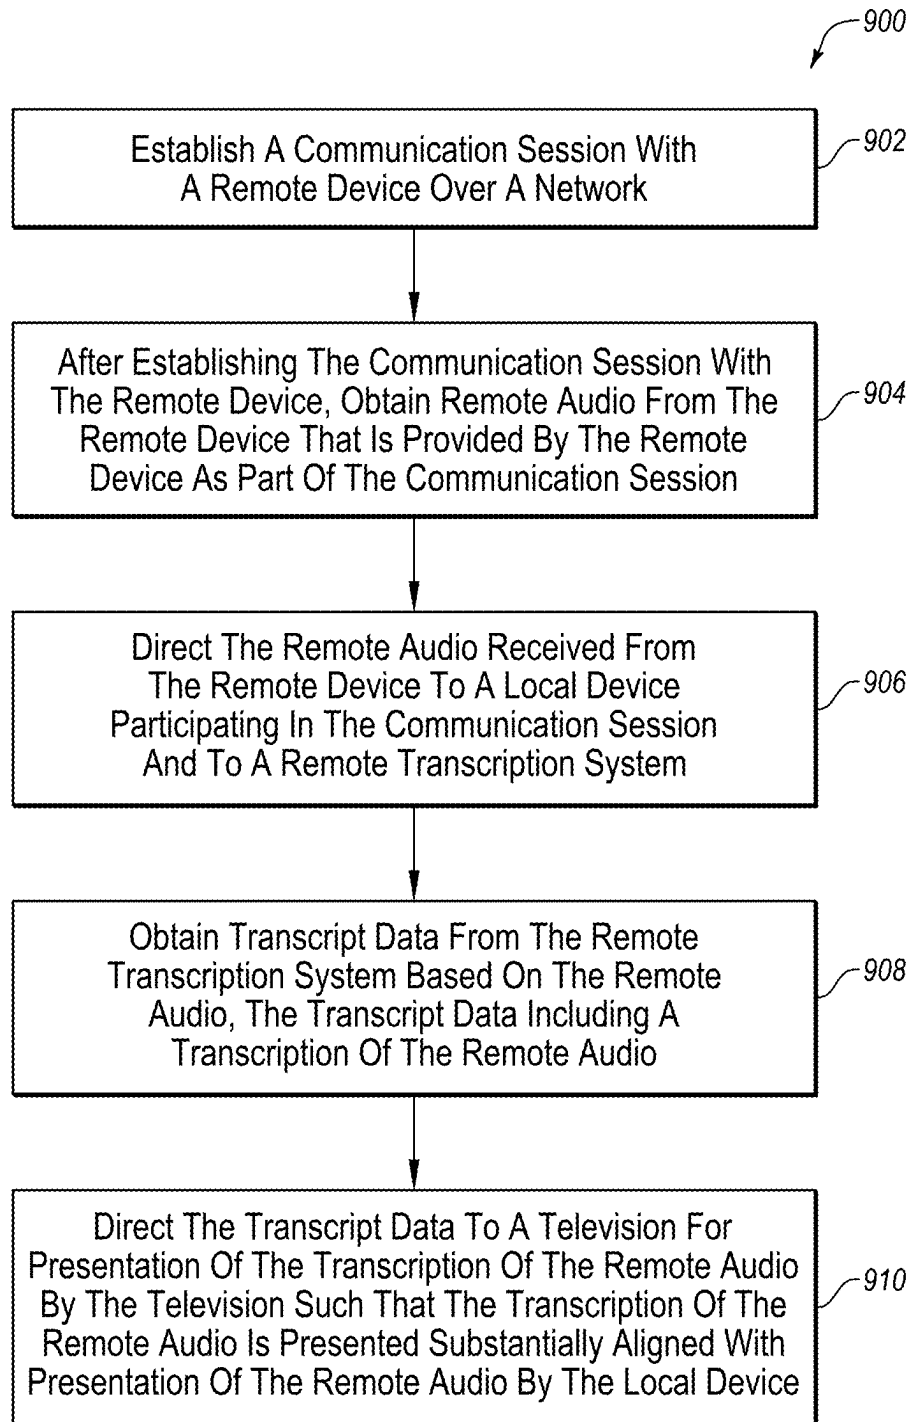 900
Establish A Communication Session With
A Remote Device Over A Network
902
After Establishing The Communication Session With
The Remote Device, Obtain Remote Audio From The
Remote Device That Is Provided By The Remote
Device As Part Of The Communication Session
904
Direct The Remote Audio Received From
The Remote Device To A Local Device
Participating In The Communication Session
And To A Remote Transcription System
906
Obtain Transcript Data From The Remote
Transcription System Based On The Remote
Audio, The Transcript Data Including A
Transcription Of The Remote Audio
908
Direct The Transcript Data To A Television For
Presentation Of The Transcription Of The Remote Audio
By The Television Such That The Transcription Of The
Remote Audio Is Presented Substantially Aligned With
Presentation Of The Remote Audio By The Local Device
910